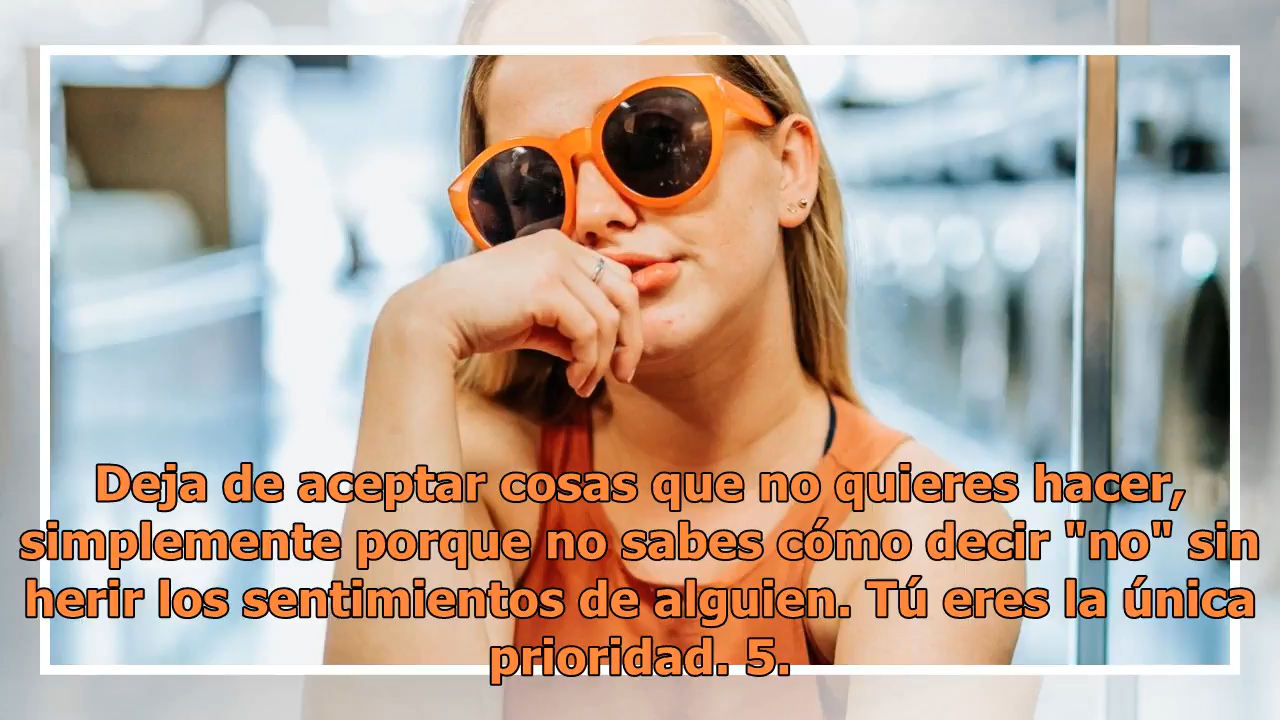 Deja de aceptar cosas que no quieres hacer,
simplemente porque no sabes cómo decir "no" sin
herir los sentimientos de alguien. Tú eres la única
prioridad. 5.